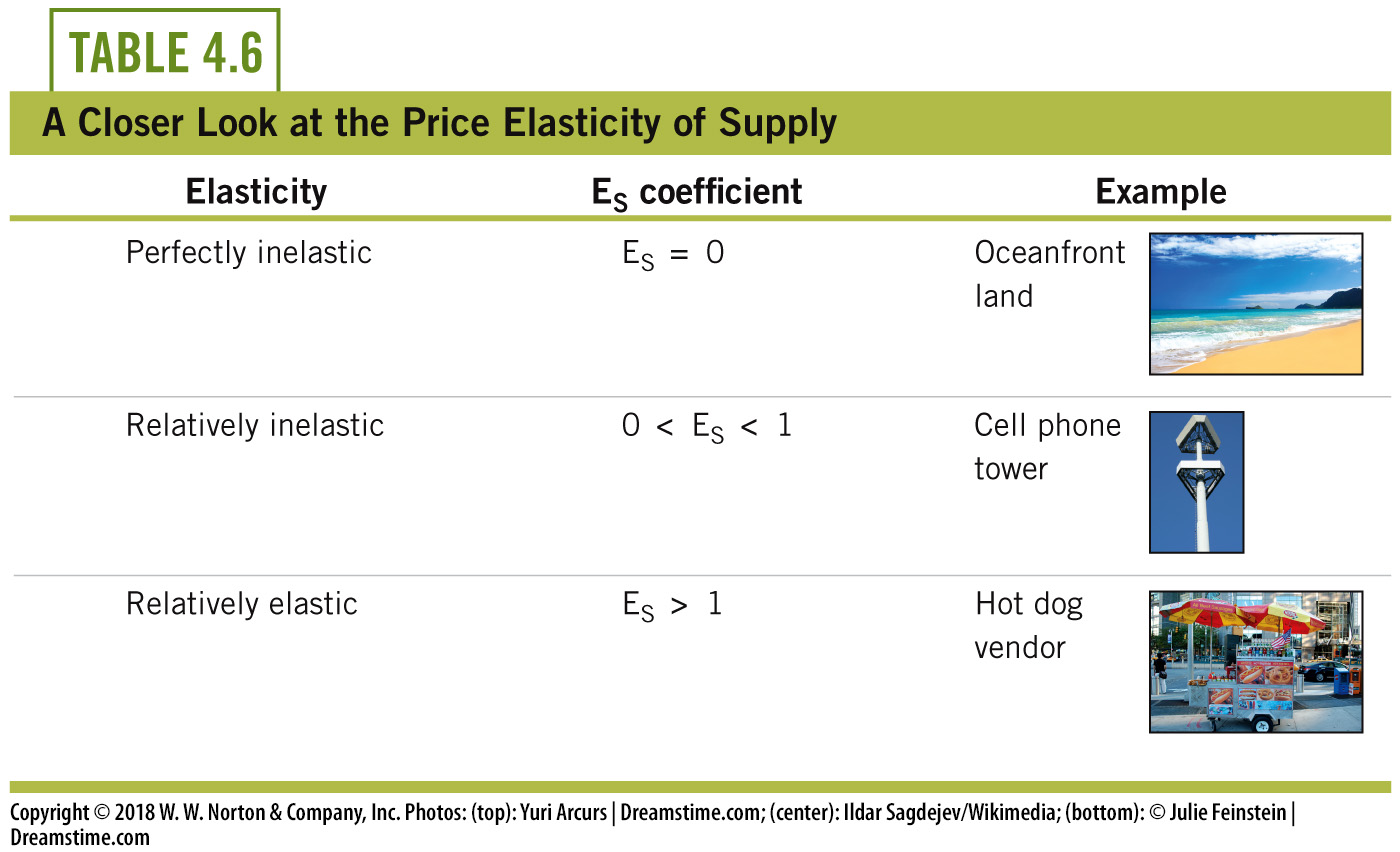 TABLE 4.6
A Closer Look at the Price Elasticity of Supply
Elasticity E_S coefficient Example
Perfectly inelastic E_S = 0 Oceanfront
land
Relatively inelastic 0 < E_S < 1 Cell phone
tower
Relatively elastic E_S > 1 Hot dog
vendor
Copyright © 2018 W. W. Norton & Company, Inc. Photos: (top): Yuri Arcurs | Dreamstime.com; (center): Ildar Sagdejev/Wikimedia; (bottom): © Julie Feinstein |
Dreamstime.com